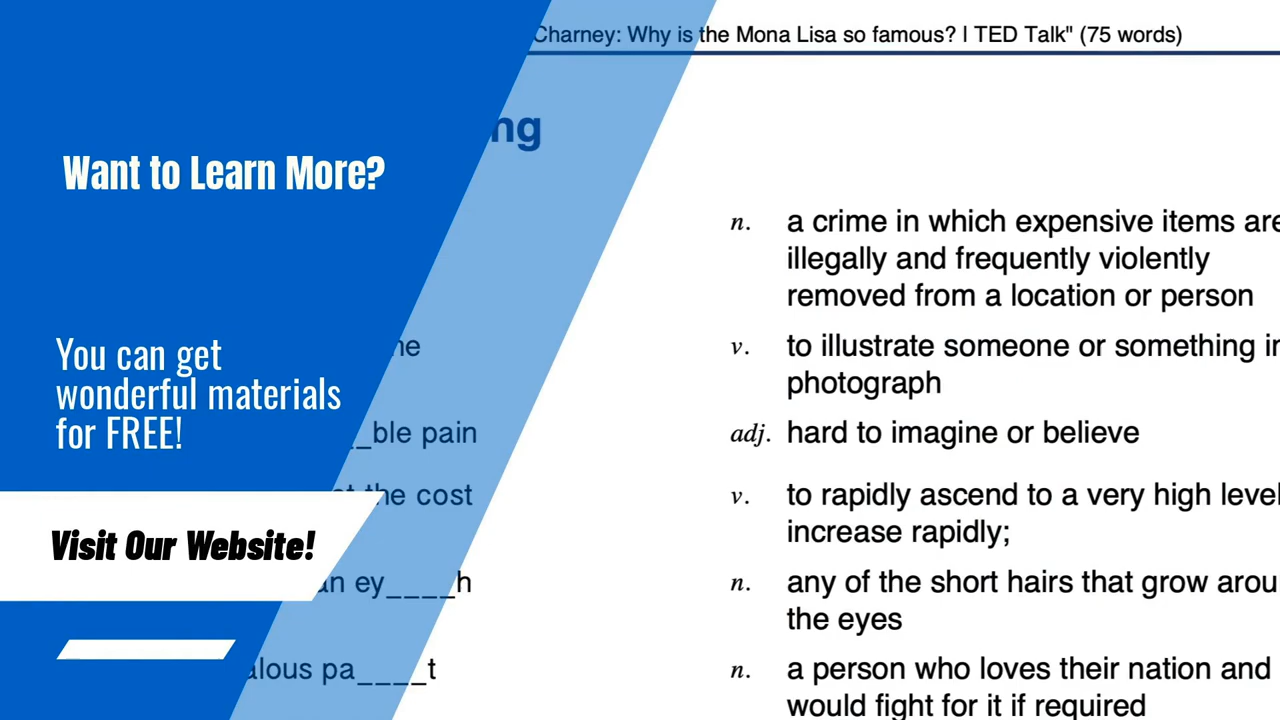 Charney: Why is the Mona Lisa so famous? | TED Talk" (75 words)
ng
Want to Learn More?
You can get
wonderful materials
for FREE!
Visit Our Website!
n. a crime in which expensive items are
illegally and frequently violently
removed from a location or person
ne
v. to illustrate someone or something in
photograph
_ble pain
adj. hard to imagine or believe
the cost
v. to rapidly ascend to a very high level
increase rapidly;
an ey____h
n. any of the short hairs that grow arou
the eyes
alous pa____t
n. a person who loves their nation and
would fight for it if required